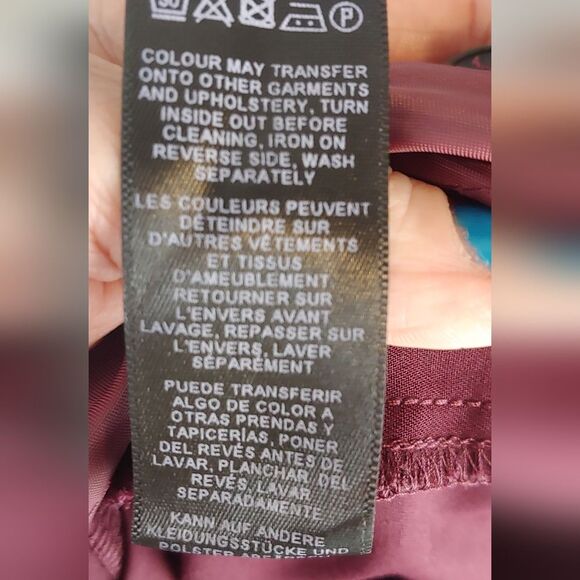 30
P
COLOUR MAY TRANSFER
ONTO OTHER GARMENTS
AND UPHOLSTERY, TURN
INSIDE OUT BEFORE
CLEANING, IRON ON
REVERSE SIDE, WASH
SEPARATELY
LES COULEURS PEUVENT
DÉTEINDRE SUR
D'AUTRES VÊTEMENTS
ET TISSUS
D'AMEUBLEMENT
RETOURNER SUR
L'ENVERS AVANT
LAVAGE, REPASSER SUR
L'ENVERS, LAVER
SÉPARÉMENT
PUEDE TRANSFERIR
ALGO DE COLOR A
OTRAS PRENDAS Y
TAPICERÍAS, PONER
DEL REVÉS ANTES DE
LAVAR, PLANCHAR DEL
REVÉS, LAVAR
SEPARADAMENTE
KANN AUF ANDERE
KLEIDUNGSSTÜCKE UND
POLSTER